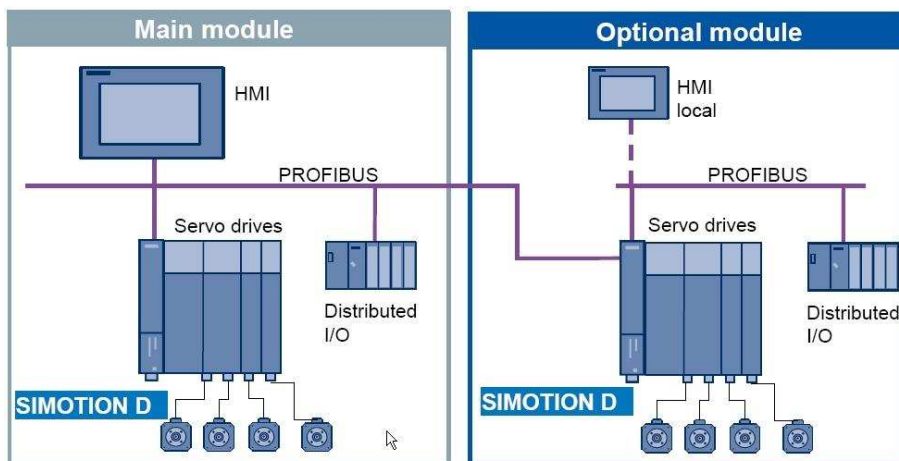 Main module
HMI
PROFIBUS
Servo drives
Distributed
I/O
SIMOTION D
Optional module
HMI
local
PROFIBUS
Servo drives
Distributed
I/O
SIMOTION D